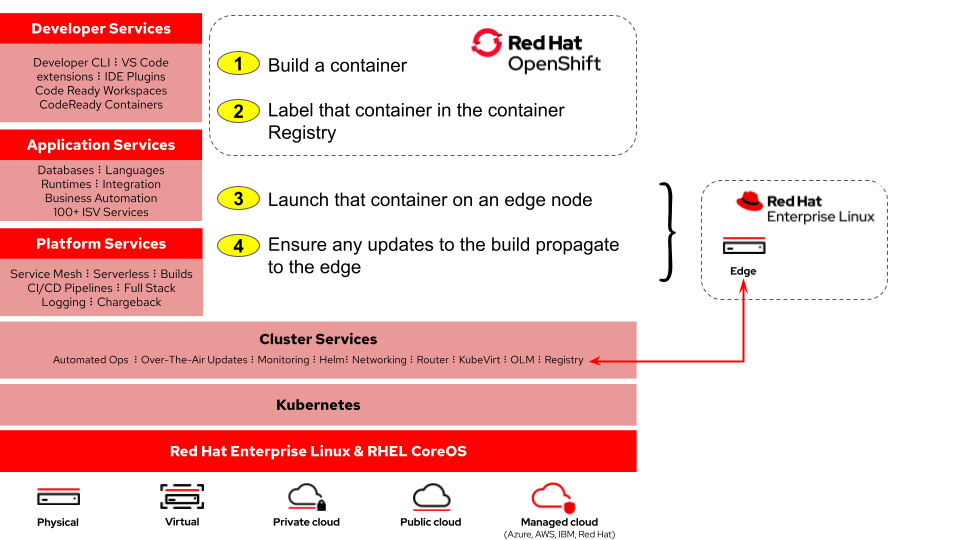 Developer Services
Developer CLI ⁝ VS Code
extensions ⁝ IDE Plugins
Code Ready Workspaces
CodeReady Containers
Application Services
Databases ⁝ Languages
Runtimes ⁝ Integration
Business Automation
100+ ISV Services
Platform Services
Service Mesh ⁝ Serverless ⁝ Builds
CI/CD Pipelines ⁝ Full Stack
Logging ⁝ Chargeback
Red Hat
OpenShift
1 Build a container
2 Label that container in the container
Registry
3 Launch that container on an edge node
4 Ensure any updates to the build propagate
to the edge
Red Hat
Enterprise Linux
Edge
Cluster Services
Automated Ops ⁝ Over-The-Air Updates ⁝ Monitoring ⁝ Helm⁝ Networking ⁝ Router ⁝ KubeVirt ⁝ OLM ⁝ Registry
Kubernetes
Red Hat Enterprise Linux & RHEL CoreOS
Physical
Virtual
Private cloud
Public cloud
Managed cloud
(Azure, AWS, IBM, Red Hat)